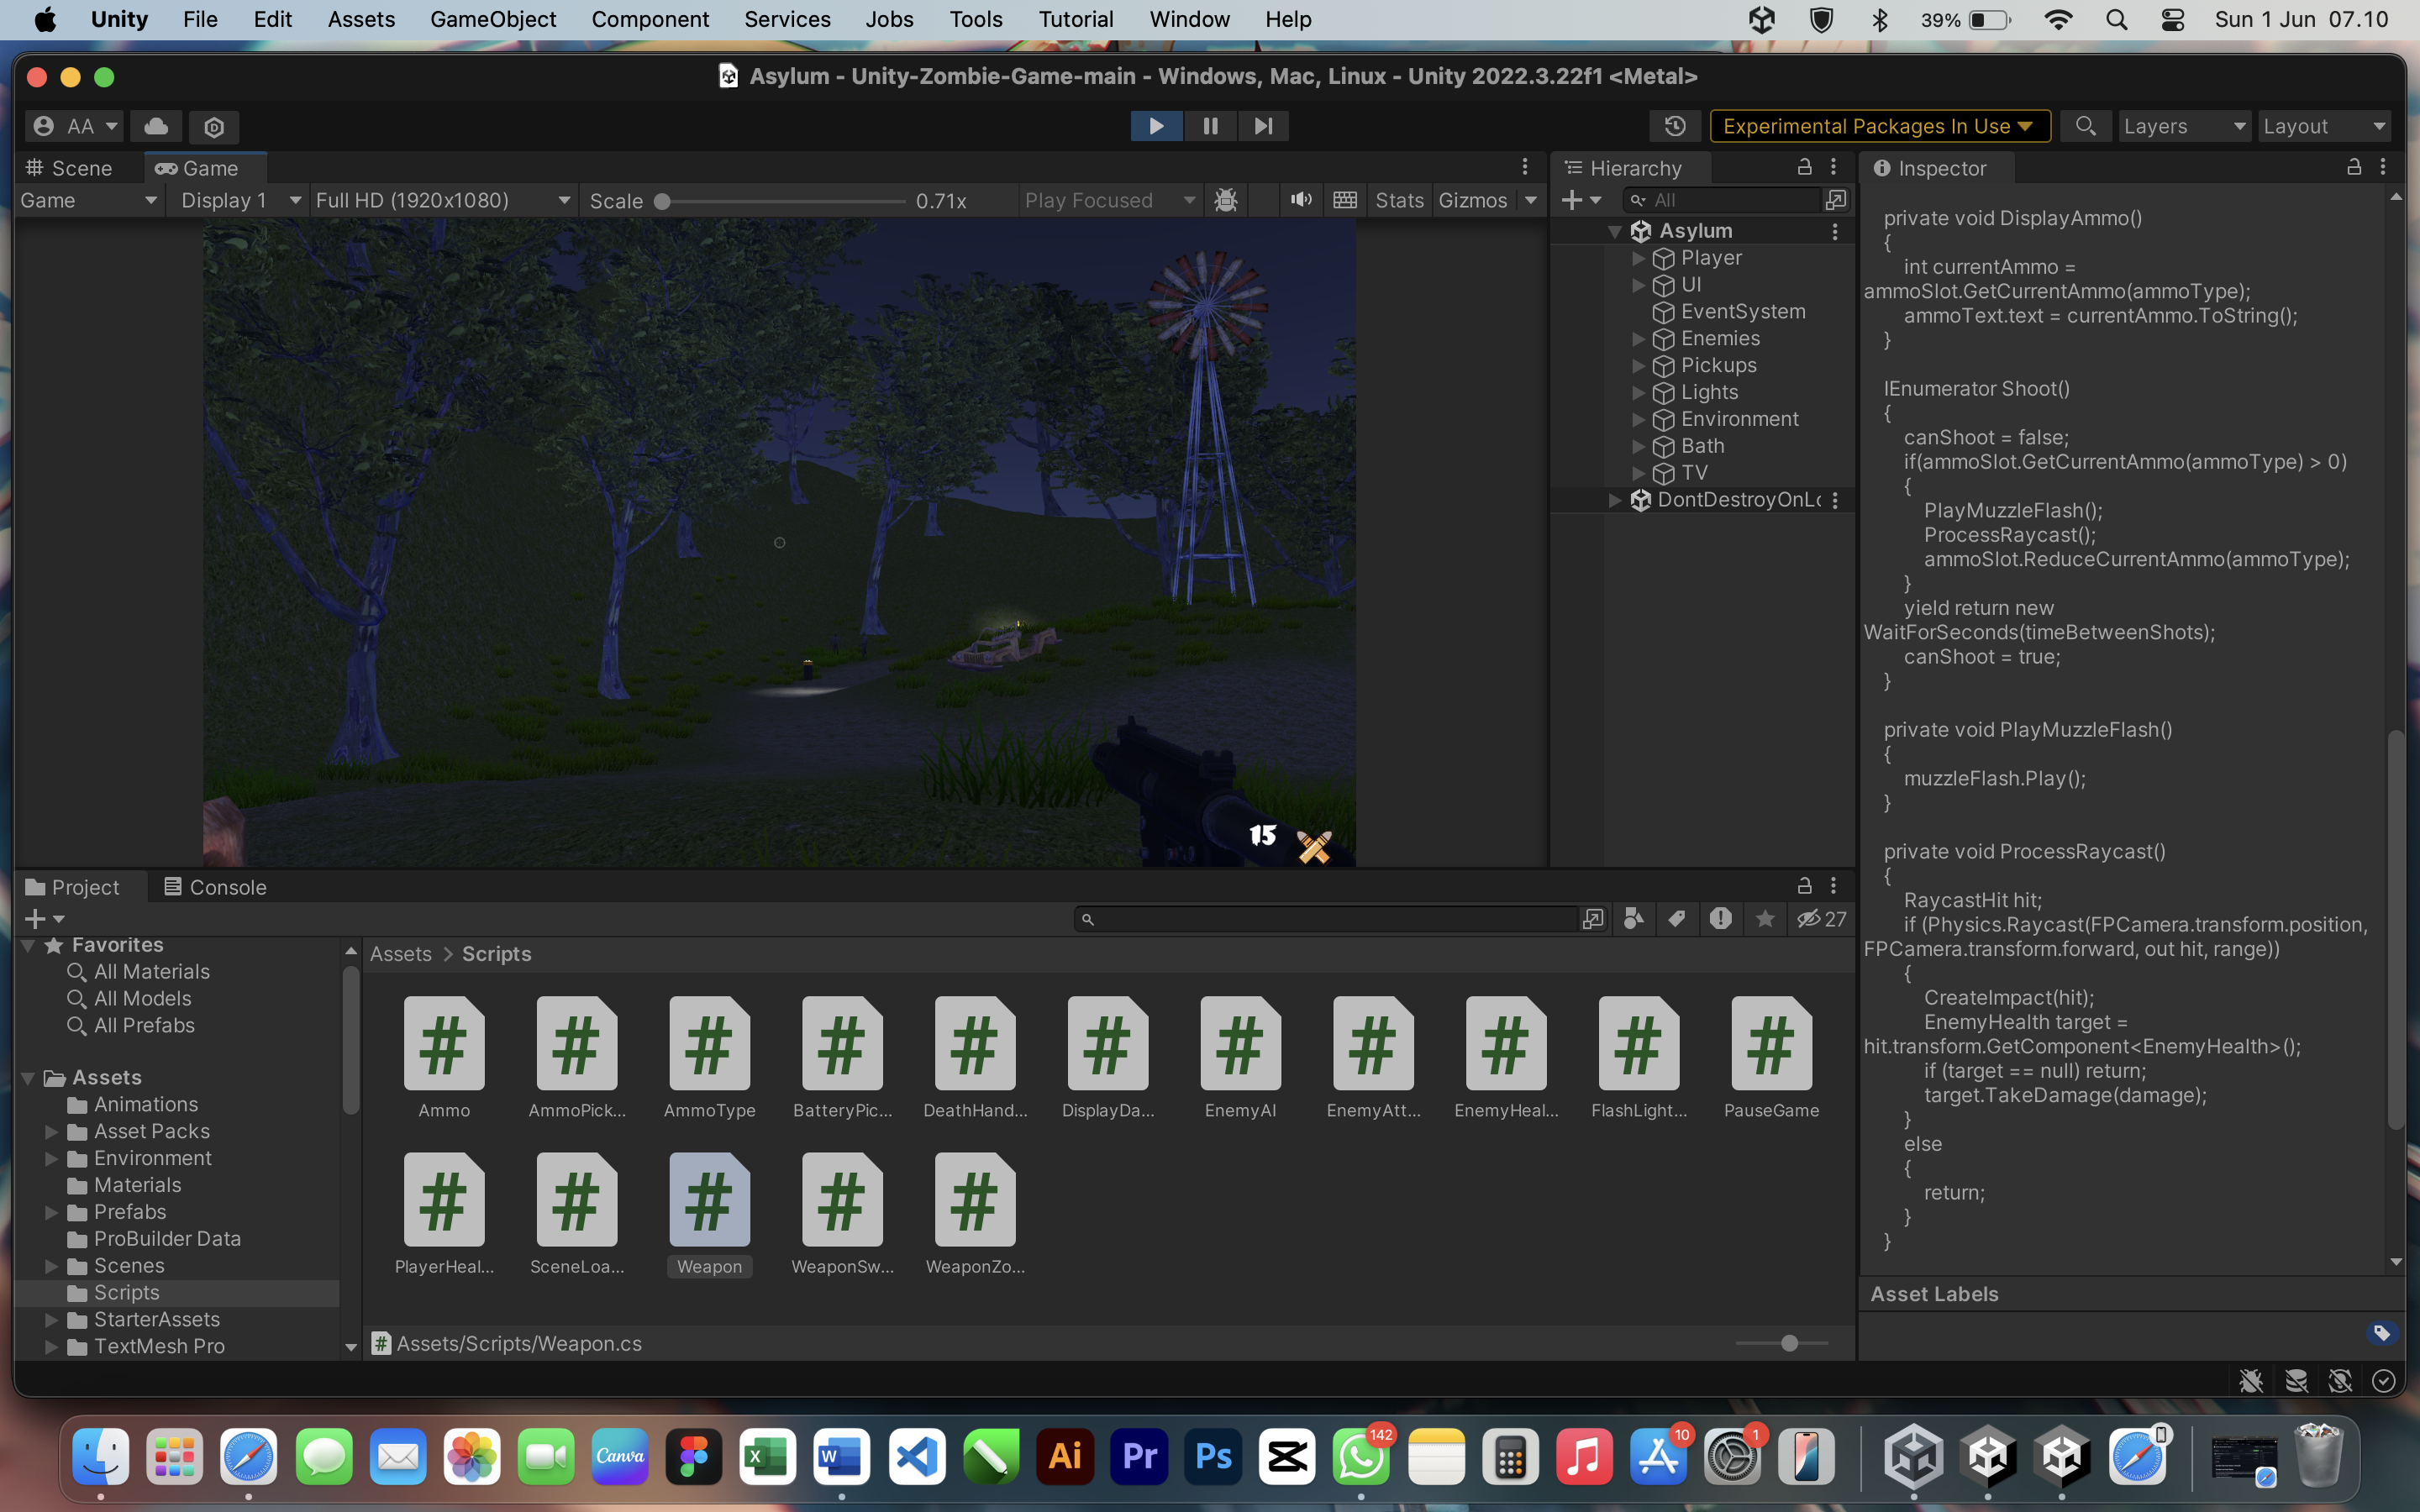 Unity File Edit Assets GameObject Component Services Jobs Tools Tutorial Window Help 39% Sun 1 Jun 07.10
Asylum - Unity-Zombie-Game-main - Windows, Mac, Linux - Unity 2022.3.22f1 <Metal>
AA Experimental Packages In Use Layers Layout
Scene Game
Game Display 1 Full HD (1920x1080) Scale 0.71x Play Focused Stats Gizmos
15
Hierarchy
All
Asylum
Player
UI
EventSystem
Enemies
Pickups
Lights
Environment
Bath
TV
DontDestroyOnLo
Inspector
private void DisplayAmmo()
{
int currentAmmo =
ammoSlot.GetCurrentAmmo(ammoType);
ammoText.text = currentAmmo.ToString();
}
IEnumerator Shoot()
{
canShoot = false;
if(ammoSlot.GetCurrentAmmo(ammoType) > 0)
{
PlayMuzzleFlash();
ProcessRaycast();
ammoSlot.ReduceCurrentAmmo(ammoType);
}
yield return new
WaitForSeconds(timeBetweenShots);
canShoot = true;
}
private void PlayMuzzleFlash()
{
muzzleFlash.Play();
}
private void ProcessRaycast()
{
RaycastHit hit;
if (Physics.Raycast(FPCamera.transform.position,
FPCamera.transform.forward, out hit, range))
{
CreateImpact(hit);
EnemyHealth target =
hit.transform.GetComponent<EnemyHealth>();
if (target == null) return;
target.TakeDamage(damage);
}
else
{
return;
}
}
Asset Labels
Project Console
27
Favorites
All Materials
All Models
All Prefabs
Assets
Animations
Asset Packs
Environment
Materials
Prefabs
ProBuilder Data
Scenes
Scripts
StarterAssets
TextMesh Pro
Assets > Scripts
Ammo AmmoPick... AmmoType BatteryPic... DeathHand... DisplayDa... EnemyAI EnemyAtt... EnemyHeal... FlashLight... PauseGame
PlayerHeal... SceneLoa... Weapon WeaponSw... WeaponZo...
Assets/Scripts/Weapon.cs
Canva X W Ai Pr Ps 142 10 1